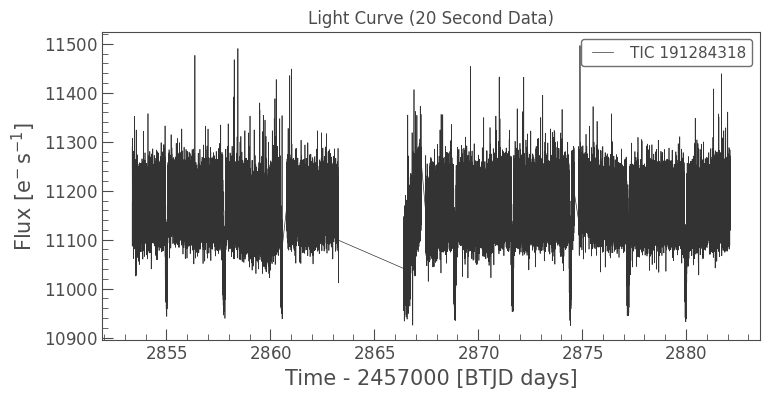 Light Curve (20 Second Data)
TIC 191284318
Flux [e⁻ s⁻¹]
11500
11400
11300
11200
11100
11000
10900
2855 2860 2865 2870 2875 2880
Time - 2457000 [BTJD days]